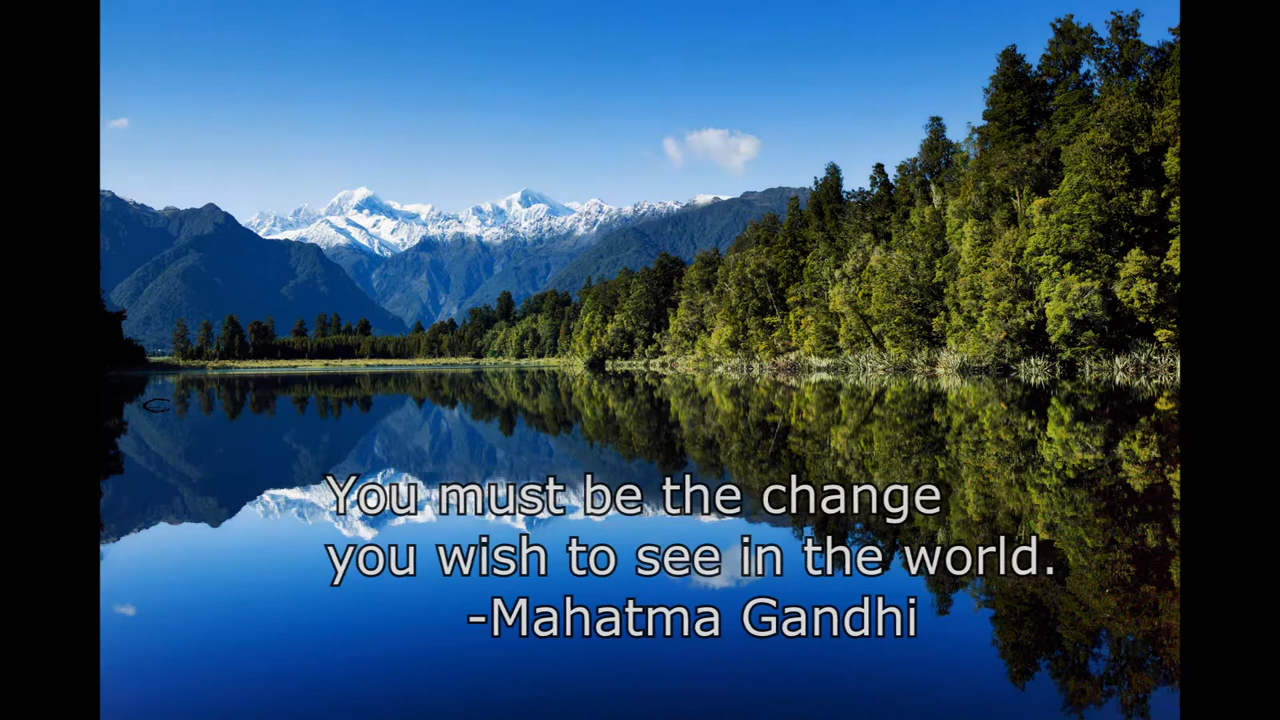 You must be the change
you wish to see in the world.
-Mahatma Gandhi